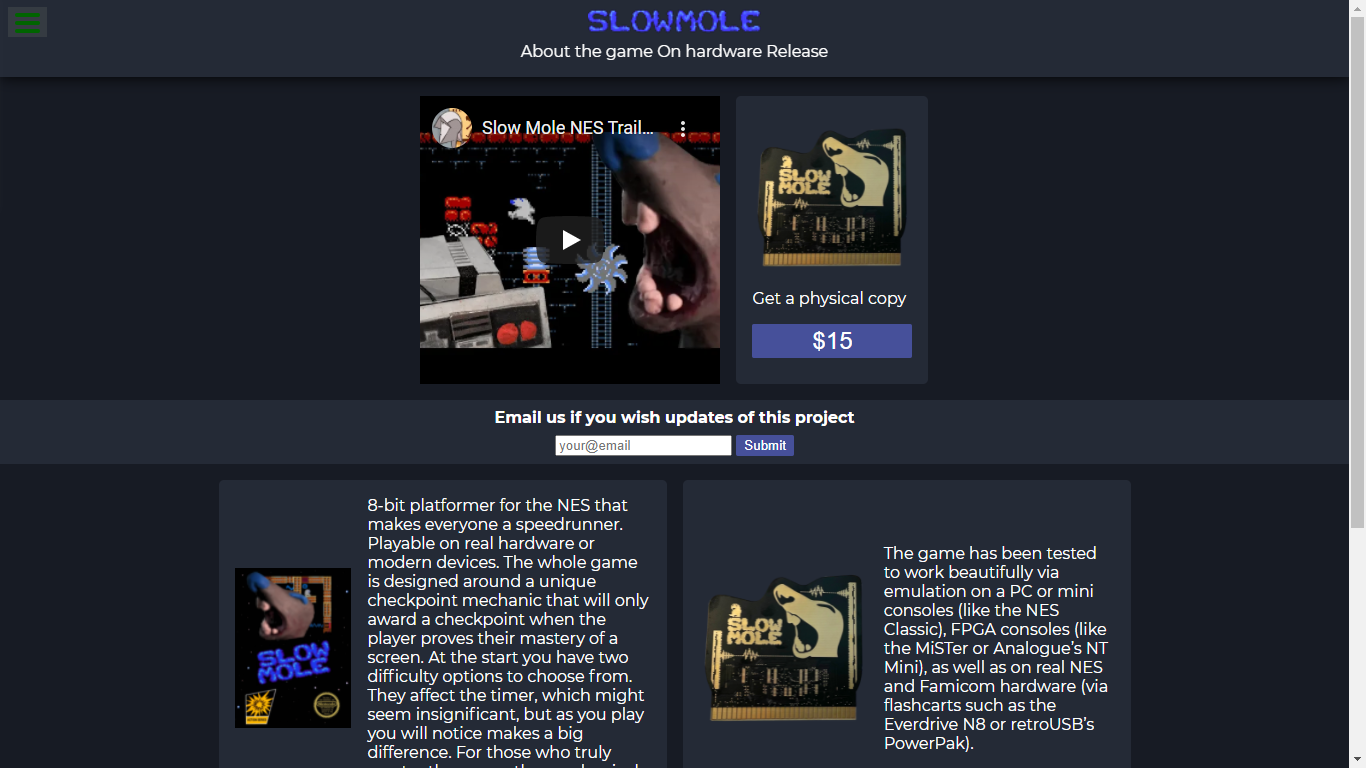 SLOWMOLE
About the game On hardware Release
Slow Mole NES Trail...
SLOW
MOLE
Get a physical copy
$15
Email us if you wish updates of this project
your@email
Submit
8-bit platformer for the NES that
makes everyone a speedrunner.
Playable on real hardware or
modern devices. The whole game
is designed around a unique
checkpoint mechanic that will only
award a checkpoint when the
player proves their mastery of a
screen. At the start you have two
difficulty options to choose from.
They affect the timer, which might
seem insignificant, but as you play
you will notice makes a big
difference. For those who truly
SLOW
MOLE
SLOW
MOLE
The game has been tested
to work beautifully via
emulation on a PC or mini
consoles (like the NES
Classic), FPGA consoles (like
the MiSTer or Analogue’s NT
Mini), as well as on real NES
and Famicom hardware (via
flashcarts such as the
Everdrive N8 or retroUSB’s
PowerPak).